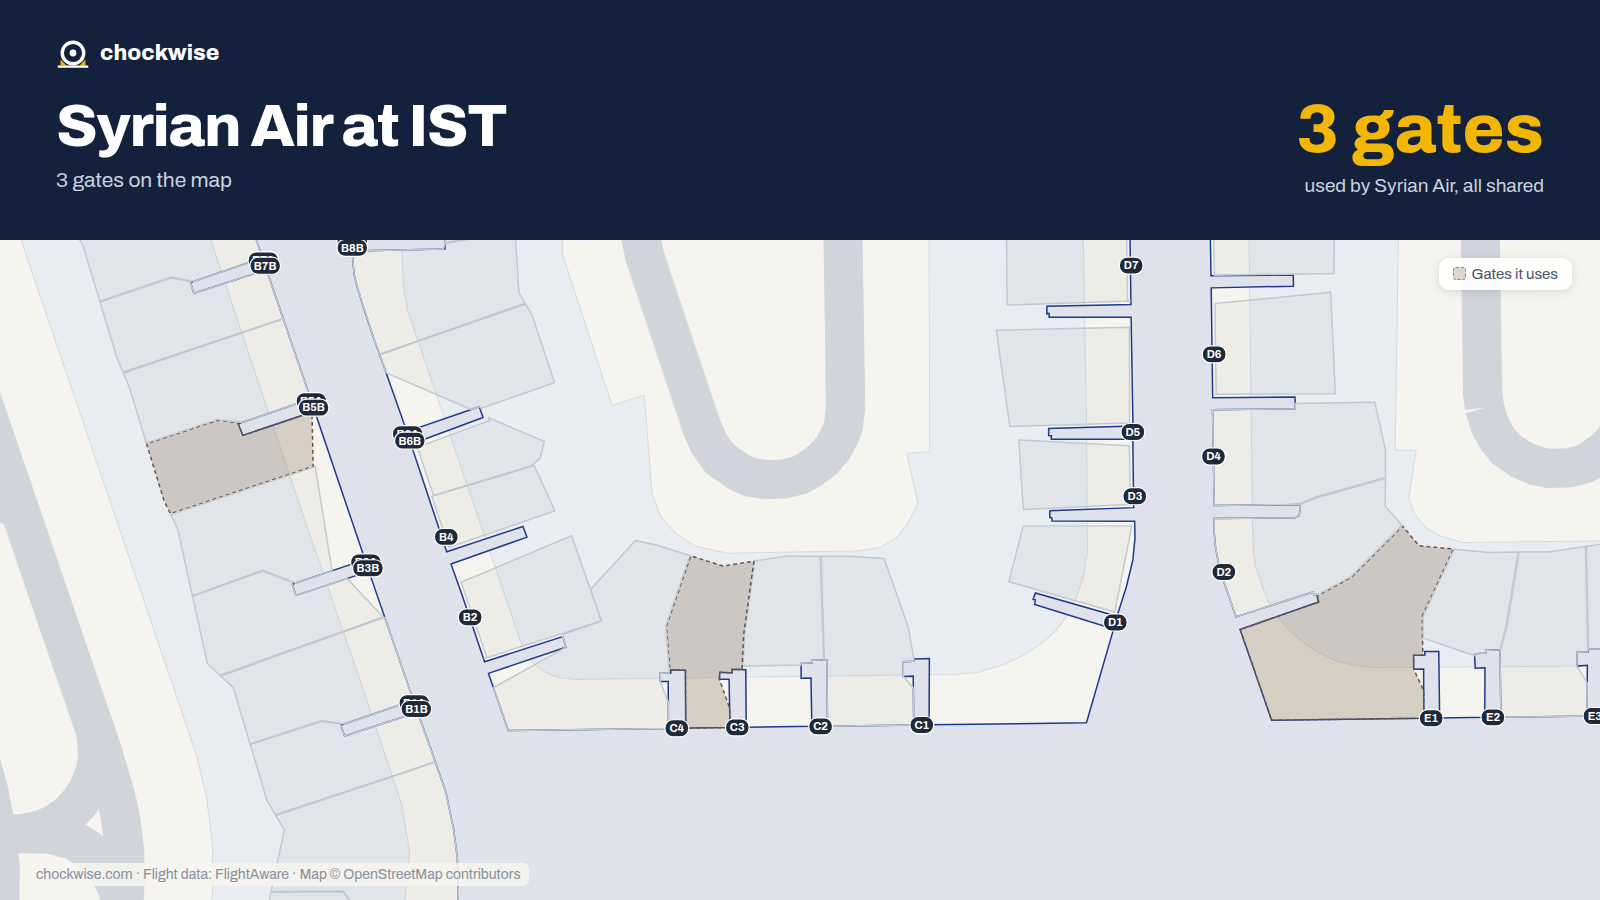 chockwise
Syrian Air at IST
3 gates on the map
3 gates
used by Syrian Air, all shared
Gates it uses
B7B
B8B
D7
D6
B5B
B6B
D5
D4
D3
B4
B3B
D2
B2
D1
B1B
C4
C3
C2
C1
E1
E2
E3
chockwise.com · Flight data: FlightAware · Map © OpenStreetMap contributors